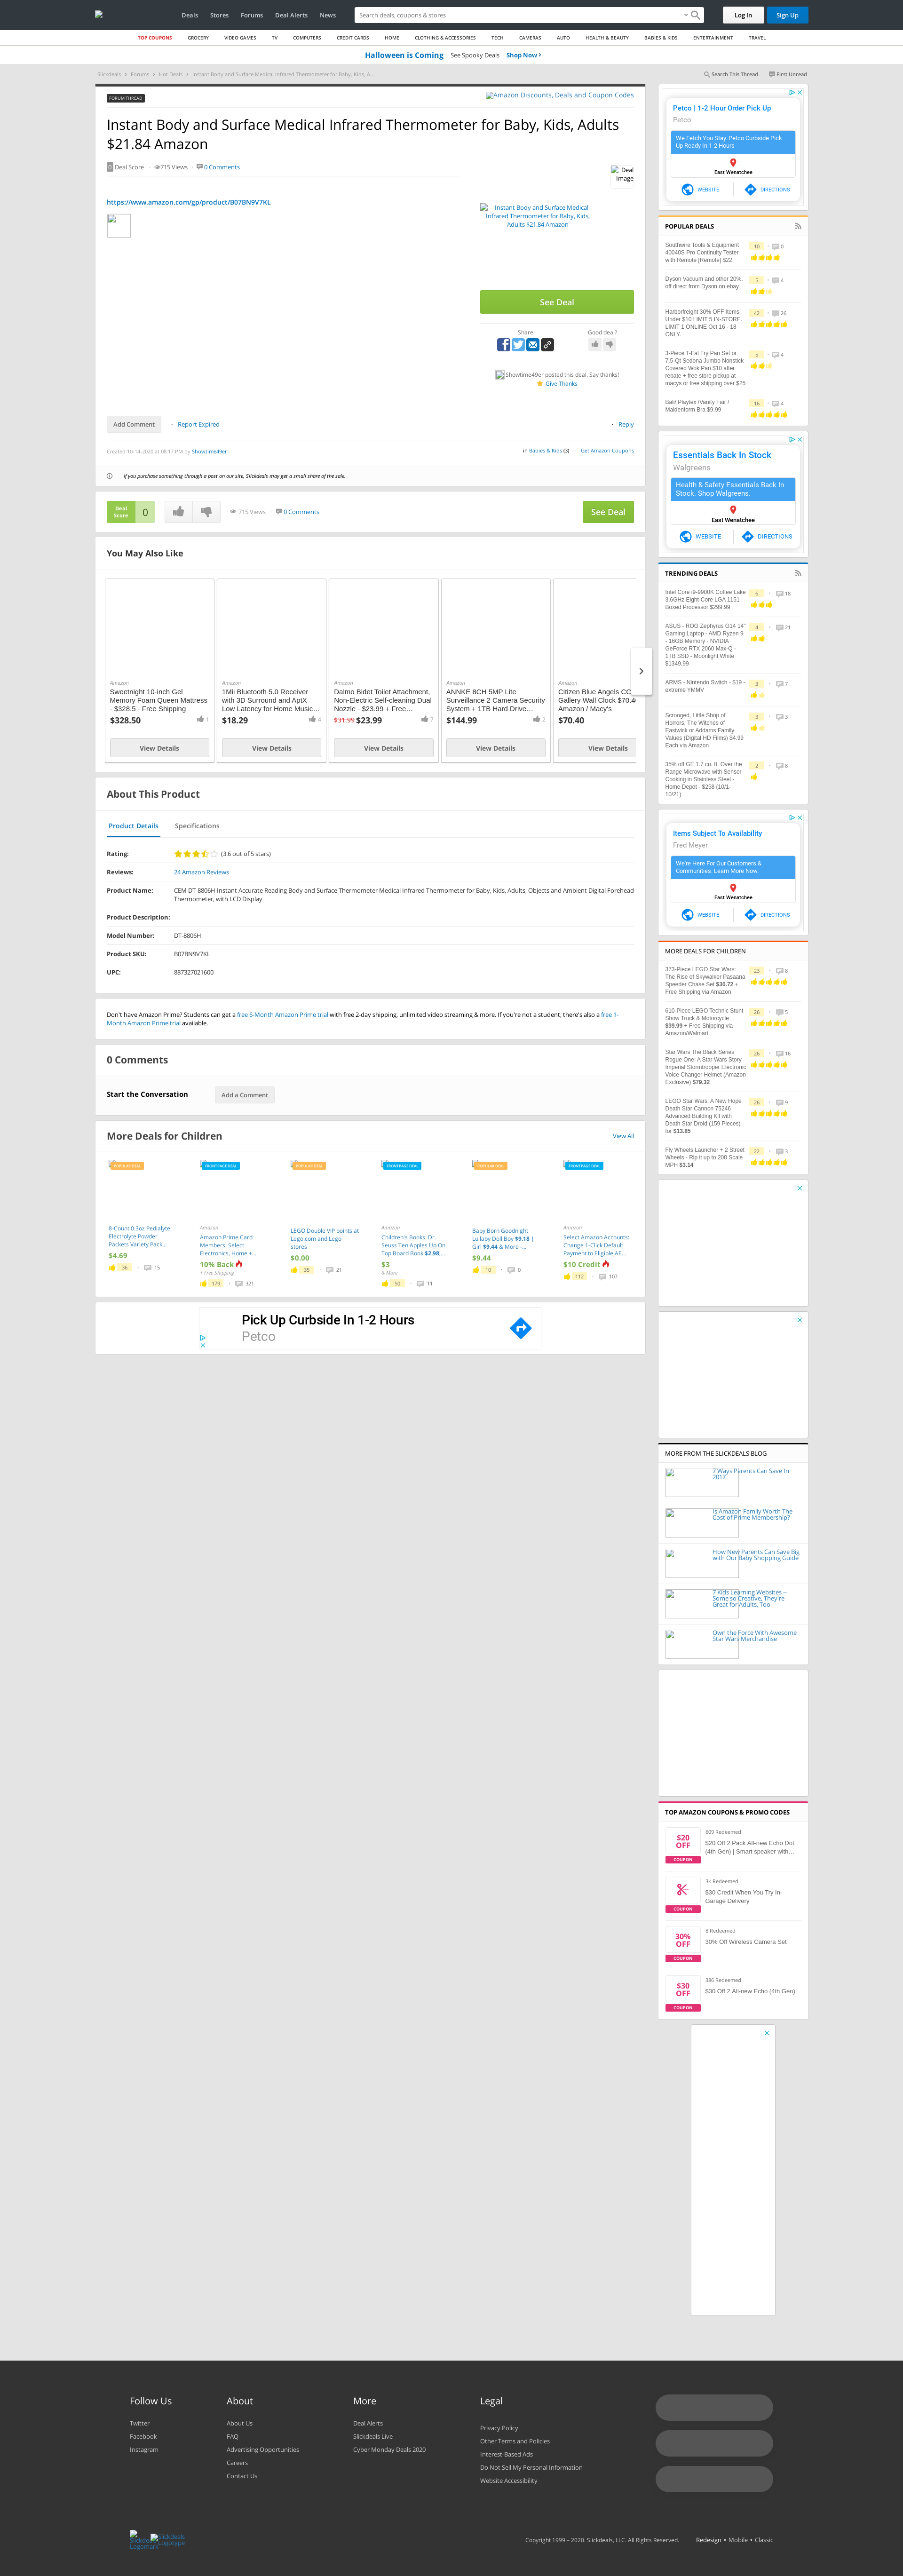 Deals Stores Forums Deal Alerts News
Search deals, coupons & stores
Log In
Sign Up
TOP COUPONS GROCERY VIDEO GAMES TV COMPUTERS CREDIT CARDS HOME CLOTHING & ACCESSORIES TECH CAMERAS AUTO HEALTH & BEAUTY BABIES & KIDS ENTERTAINMENT TRAVEL
Halloween is Coming See Spooky Deals Shop Now ›
Slickdeals Forums Hot Deals Instant Body and Surface Medical Infrared Thermometer for Baby, Kids, A...
Search This Thread First Unread
FORUM THREAD
Amazon Discounts, Deals and Coupon Codes
Instant Body and Surface Medical Infrared Thermometer for Baby, Kids, Adults
$21.84 Amazon
0 Deal Score · 715 Views · 0 Comments
Deal
Image
https://www.amazon.com/gp/product/B07BN9V7KL
Instant Body and Surface Medical
Infrared Thermometer for Baby, Kids,
Adults $21.84 Amazon
See Deal
Share
Good deal?
Showtime49er posted this deal. Say thanks!
Give Thanks
Add Comment · Report Expired · Reply
Created 10-14-2020 at 08:17 PM by Showtime49er
in Babies & Kids (3) · Get Amazon Coupons
If you purchase something through a post on our site, Slickdeals may get a small share of the sale.
Deal
Score
0
715 Views · 0 Comments
See Deal
You May Also Like
Amazon
Sweetnight 10-inch Gel
Memory Foam Queen Mattress
- $328.5 - Free Shipping
$328.50 1
View Details
Amazon
1Mii Bluetooth 5.0 Receiver
with 3D Surround and AptX
Low Latency for Home Music...
$18.29 4
View Details
Amazon
Dalmo Bidet Toilet Attachment,
Non-Electric Self-cleaning Dual
Nozzle - $23.99 + Free...
$31.99 $23.99 7
View Details
Amazon
ANNKE 8CH 5MP Lite
Surveillance 2 Camera Security
System + 1TB Hard Drive...
$144.99 2
View Details
Amazon
Citizen Blue Angels CC
Gallery Wall Clock $70.4
Amazon / Macy's
$70.40
View Details
About This Product
Product Details Specifications
Rating: (3.6 out of 5 stars)
Reviews: 24 Amazon Reviews
Product Name: CEM DT-8806H Instant Accurate Reading Body and Surface Thermometer Medical Infrared Thermometer for Baby, Kids, Adults, Objects and Ambient Digital Forehead
Thermometer, with LCD Display
Product Description:
Model Number: DT-8806H
Product SKU: B07BN9V7KL
UPC: 887327021600
Don't have Amazon Prime? Students can get a free 6-Month Amazon Prime trial with free 2-day shipping, unlimited video streaming & more. If you're not a student, there's also a free 1-
Month Amazon Prime trial available.
0 Comments
Start the Conversation
Add a Comment
More Deals for Children
View All
POPULAR DEAL
8-Count 0.3oz Pedialyte
Electrolyte Powder
Packets Variety Pack...
$4.69
36 · 15
FRONTPAGE DEAL
Amazon
Amazon Prime Card
Members: Select
Electronics, Home +...
10% Back
+ Free Shipping
179 · 321
POPULAR DEAL
LEGO Double VIP points at
Lego.com and Lego
stores
$0.00
35 · 21
FRONTPAGE DEAL
Amazon
Children's Books: Dr.
Seuss Ten Apples Up On
Top Board Book $2.98,...
$3
& More
50 · 11
POPULAR DEAL
Baby Born Goodnight
Lullaby Doll Boy $9.18 |
Girl $9.44 & More -...
$9.44
10 · 0
FRONTPAGE DEAL
Amazon
Select Amazon Accounts:
Change 1-Click Default
Payment to Eligible AE...
$10 Credit
112 · 107
Pick Up Curbside In 1-2 Hours
Petco
Petco | 1-2 Hour Order Pick Up
Petco
We Fetch You Stay. Petco Curbside Pick
Up Ready In 1-2 Hours
East Wenatchee
WEBSITE DIRECTIONS
POPULAR DEALS
Southwire Tools & Equipment
40040S Pro Continuity Tester
with Remote [Remote] $22
10 · 0
Dyson Vacuum and other 20%,
off direct from Dyson on ebay
5 · 4
Harborfreight 30% OFF Items
Under $10 LIMIT 5 IN-STORE.
LIMIT 1 ONLINE Oct 16 - 18
ONLY.
42 · 26
3-Piece T-Fal Fry Pan Set or
7.5-Qt Sedona Jumbo Nonstick
Covered Wok Pan $10 after
rebate + free store pickup at
macys or free shipping over $25
5 · 4
Bali/ Playtex /Vanity Fair /
Maidenform Bra $9.99
16 · 4
Essentials Back In Stock
Walgreens
Health & Safety Essentials Back In
Stock. Shop Walgreens.
East Wenatchee
WEBSITE DIRECTIONS
TRENDING DEALS
Intel Core i9-9900K Coffee Lake
3.6GHz Eight-Core LGA 1151
Boxed Processor $299.99
6 · 18
ASUS - ROG Zephyrus G14 14"
Gaming Laptop - AMD Ryzen 9
- 16GB Memory - NVIDIA
GeForce RTX 2060 Max-Q -
1TB SSD - Moonlight White
$1349.99
4 · 21
ARMS - Nintendo Switch - $19 -
extreme YMMV
3 · 7
Scrooged, Little Shop of
Horrors, The Witches of
Eastwick or Addams Family
Values (Digital HD Films) $4.99
Each via Amazon
3 · 3
35% off GE 1.7 cu. ft. Over the
Range Microwave with Sensor
Cooking in Stainless Steel -
Home Depot - $258 (10/1-
10/21)
2 · 8
Items Subject To Availability
Fred Meyer
We're Here For Our Customers &
Communities. Learn More Now.
East Wenatchee
WEBSITE DIRECTIONS
MORE DEALS FOR CHILDREN
373-Piece LEGO Star Wars:
The Rise of Skywalker Pasaana
Speeder Chase Set $30.72 +
Free Shipping via Amazon
23 · 8
610-Piece LEGO Technic Stunt
Show Truck & Motorcycle
$39.99 + Free Shipping via
Amazon/Walmart
26 · 5
Star Wars The Black Series
Rogue One: A Star Wars Story
Imperial Stormtrooper Electronic
Voice Changer Helmet (Amazon
Exclusive) $79.32
26 · 16
LEGO Star Wars: A New Hope
Death Star Cannon 75246
Advanced Building Kit with
Death Star Droid (159 Pieces)
for $13.85
26 · 9
Fly Wheels Launcher + 2 Street
Wheels - Rip it up to 200 Scale
MPH $3.14
22 · 3
MORE FROM THE SLICKDEALS BLOG
7 Ways Parents Can Save In
2017
Is Amazon Family Worth The
Cost of Prime Membership?
How New Parents Can Save Big
with Our Baby Shopping Guide
7 Kids Learning Websites –
Some so Creative, They're
Great for Adults, Too
Own the Force With Awesome
Star Wars Merchandise
TOP AMAZON COUPONS & PROMO CODES
$20
OFF
COUPON
609 Redeemed
$20 Off 2 Pack All-new Echo Dot
(4th Gen) | Smart speaker with...
COUPON
3k Redeemed
$30 Credit When You Try In-
Garage Delivery
30%
OFF
COUPON
8 Redeemed
30% Off Wireless Camera Set
$30
OFF
COUPON
386 Redeemed
$30 Off 2 All-new Echo (4th Gen)
Follow Us
Twitter
Facebook
Instagram
About
About Us
FAQ
Advertising Opportunities
Careers
Contact Us
More
Deal Alerts
Slickdeals Live
Cyber Monday Deals 2020
Legal
Privacy Policy
Other Terms and Policies
Interest-Based Ads
Do Not Sell My Personal Information
Website Accessibility
Slickdeals
Logotype
Copyright 1999 – 2020. Slickdeals, LLC. All Rights Reserved. Redesign • Mobile • Classic